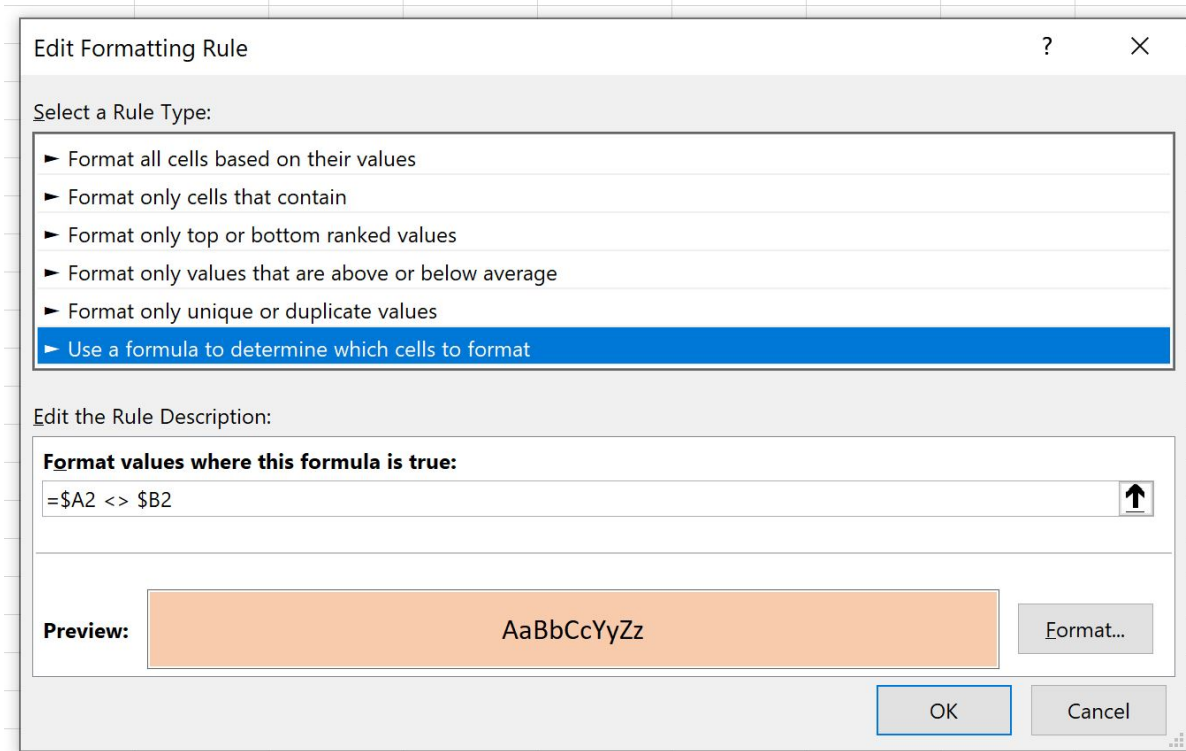 Edit Formatting Rule ? ×
Select a Rule Type:
► Format all cells based on their values
► Format only cells that contain
► Format only top or bottom ranked values
► Format only values that are above or below average
► Format only unique or duplicate values
► Use a formula to determine which cells to format
Edit the Rule Description:
Format values where this formula is true:
=$A2 <> $B2
Preview: AaBbCcYyZz Format...
OK Cancel